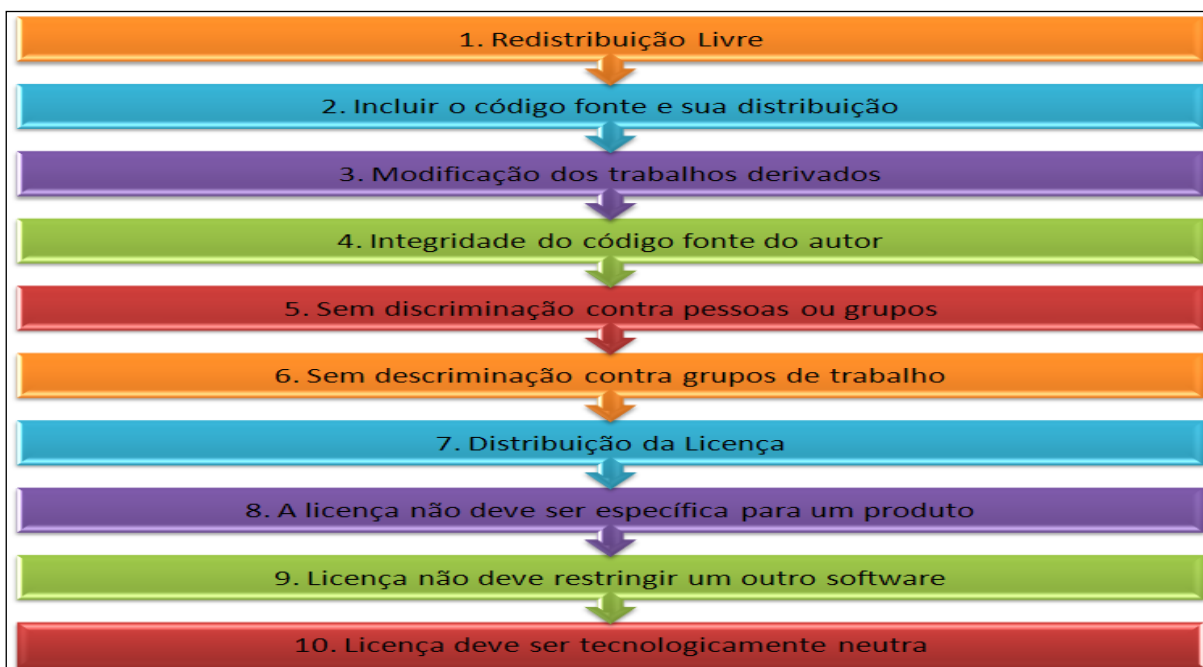 1. Redistribuição Livre
2. Incluir o código fonte e sua distribuição
3. Modificação dos trabalhos derivados
4. Integridade do código fonte do autor
5. Sem discriminação contra pessoas ou grupos
6. Sem descriminação contra grupos de trabalho
7. Distribuição da Licença
8. A licença não deve ser específica para um produto
9. Licença não deve restringir um outro software
10. Licença deve ser tecnologicamente neutra